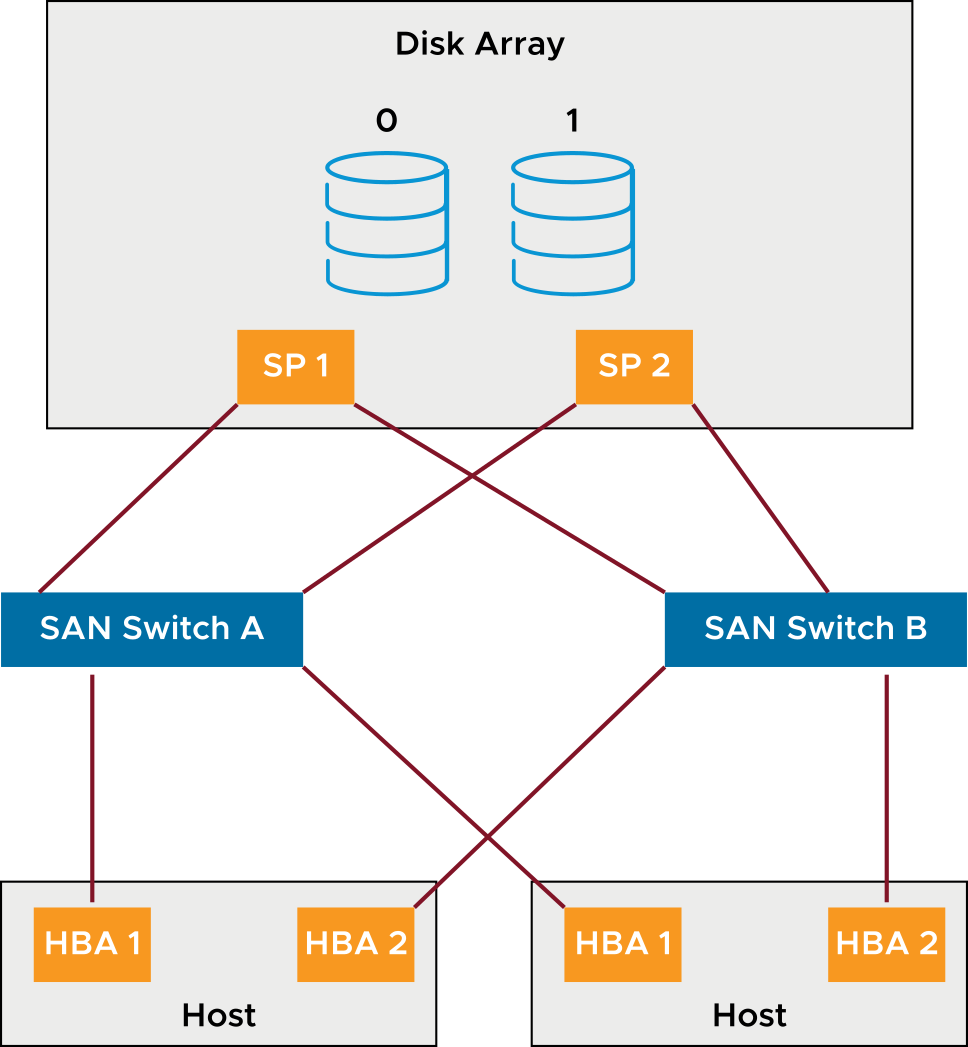 Disk Array
0 1
SP 1 SP 2
SAN Switch A SAN Switch B
HBA 1 HBA 2 HBA 1 HBA 2
Host Host